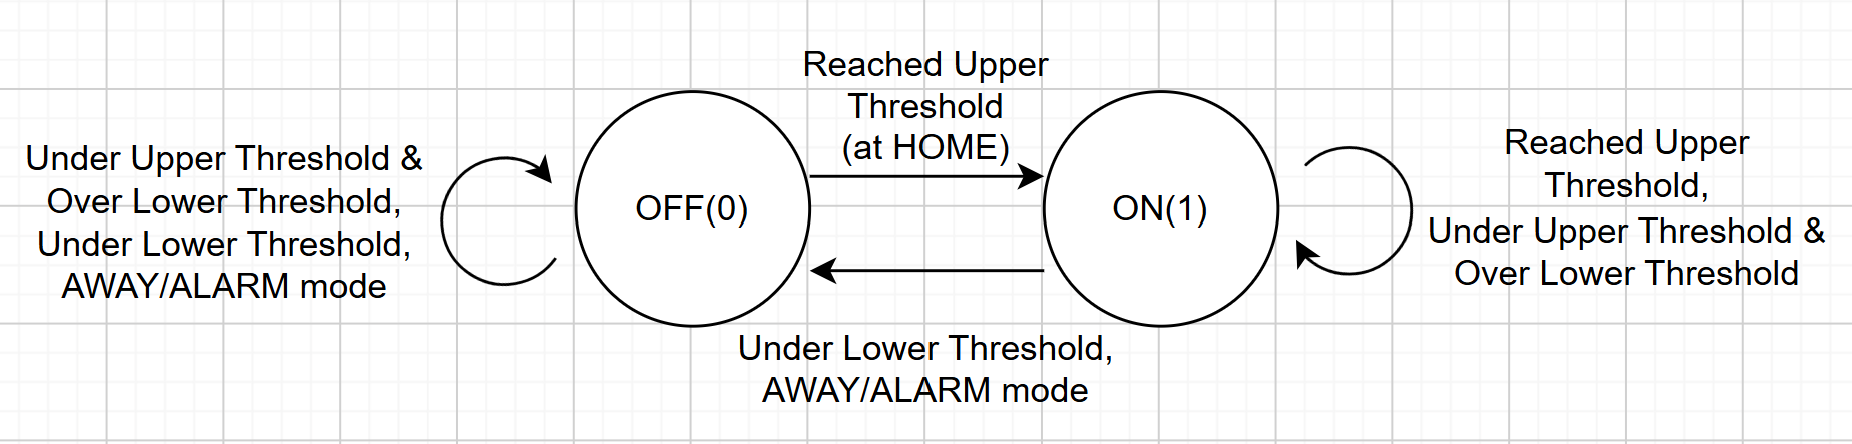 Under Upper Threshold &
Over Lower Threshold,
Under Lower Threshold,
AWAY/ALARM mode
OFF(0)
Reached Upper
Threshold
(at HOME)
Under Lower Threshold,
AWAY/ALARM mode
ON(1)
Reached Upper
Threshold,
Under Upper Threshold &
Over Lower Threshold